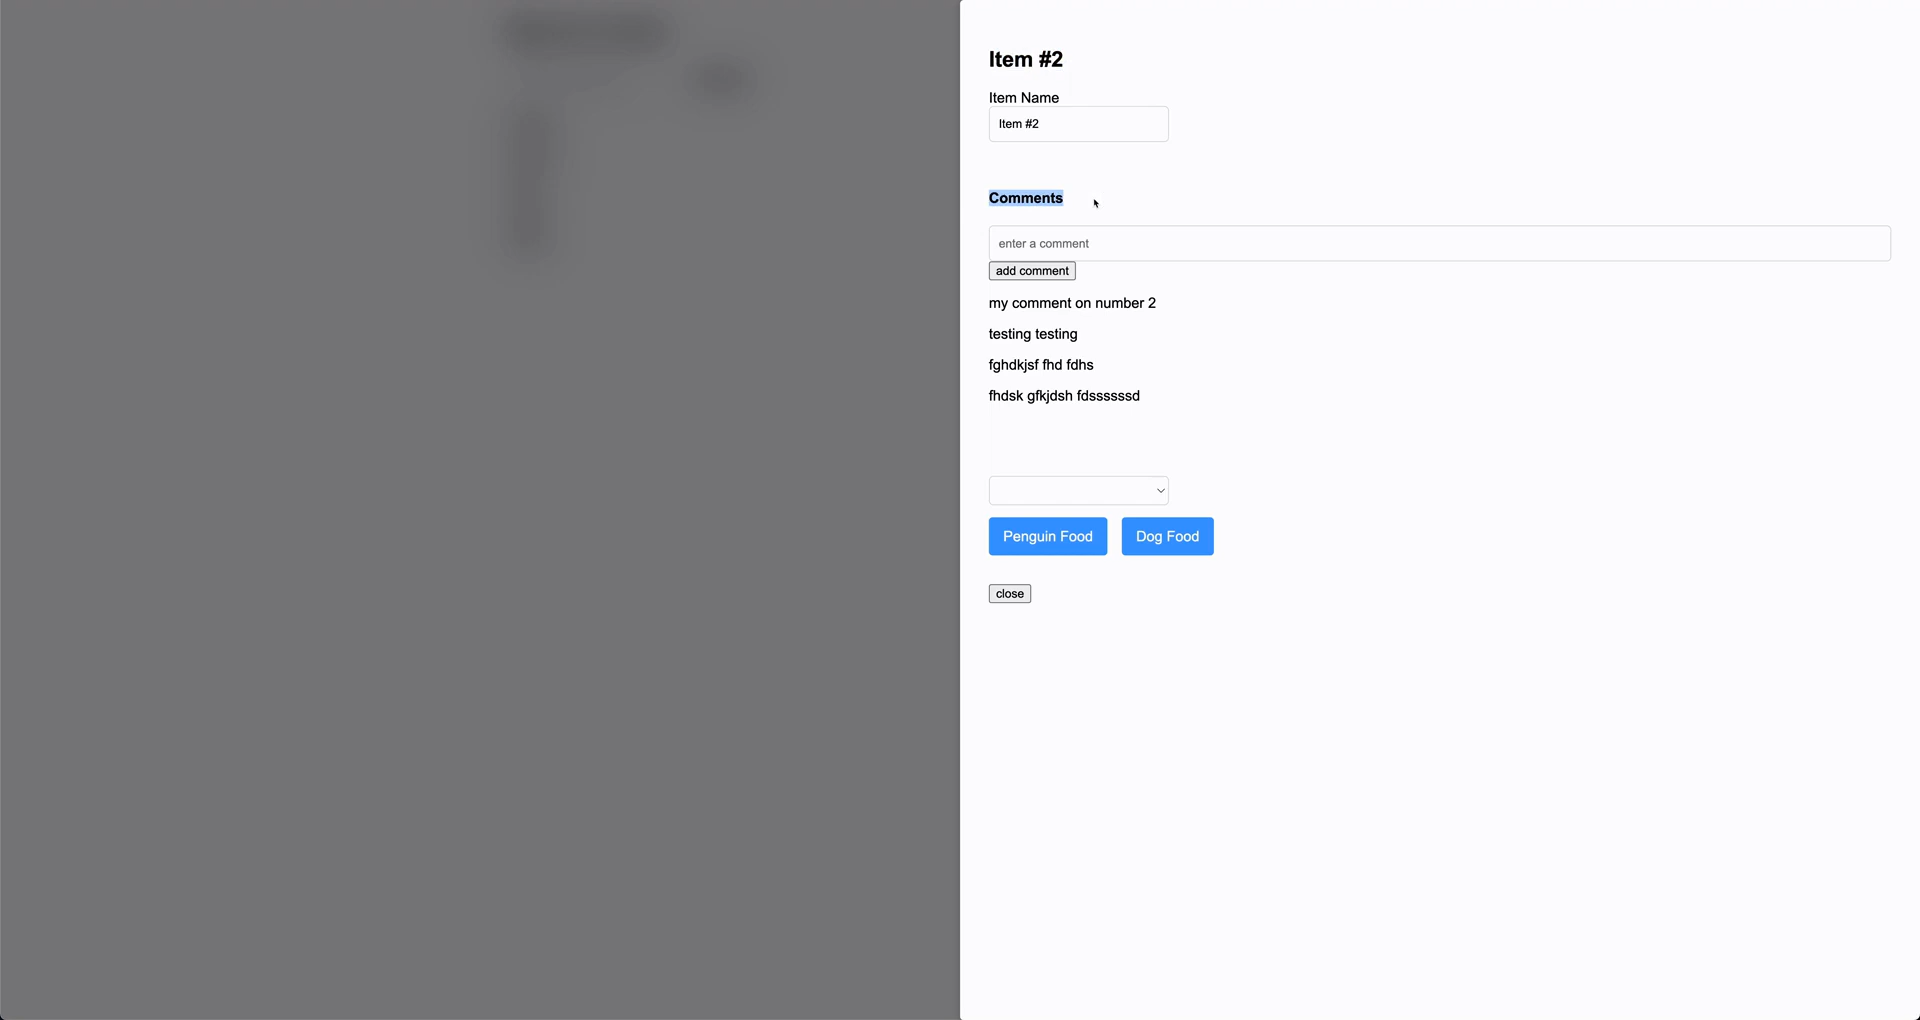 Item #2
Item Name
Item #2
Comments
enter a comment
add comment
my comment on number 2
testing testing
fghdkjsf fhd fdhs
fhdsk gfkjdsh fdssssssd
Penguin Food Dog Food
close